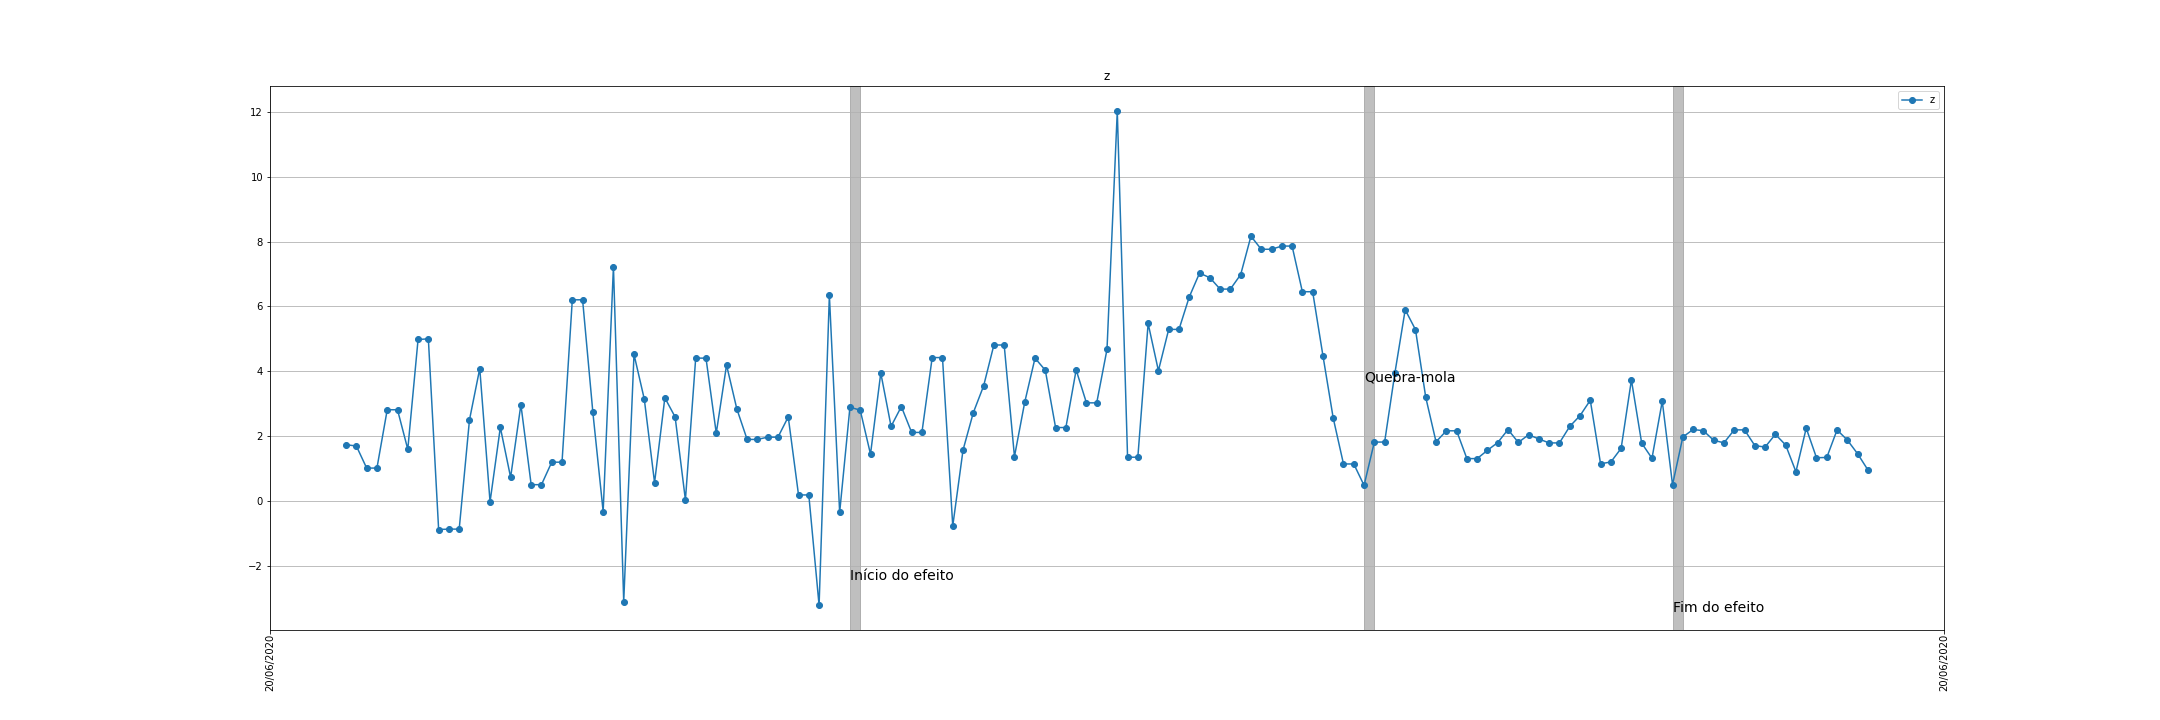 z
z
12
10
8
6
4
2
0
−2
Quebra-mola
Início do efeito
Fim do efeito
20/06/2020
20/06/2020